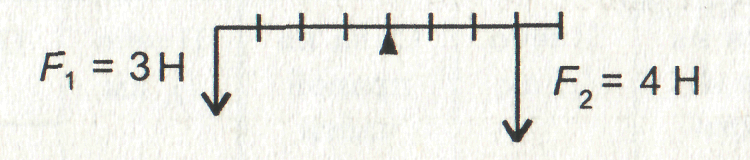 F₁ = 3 Н
F₂ = 4 Н